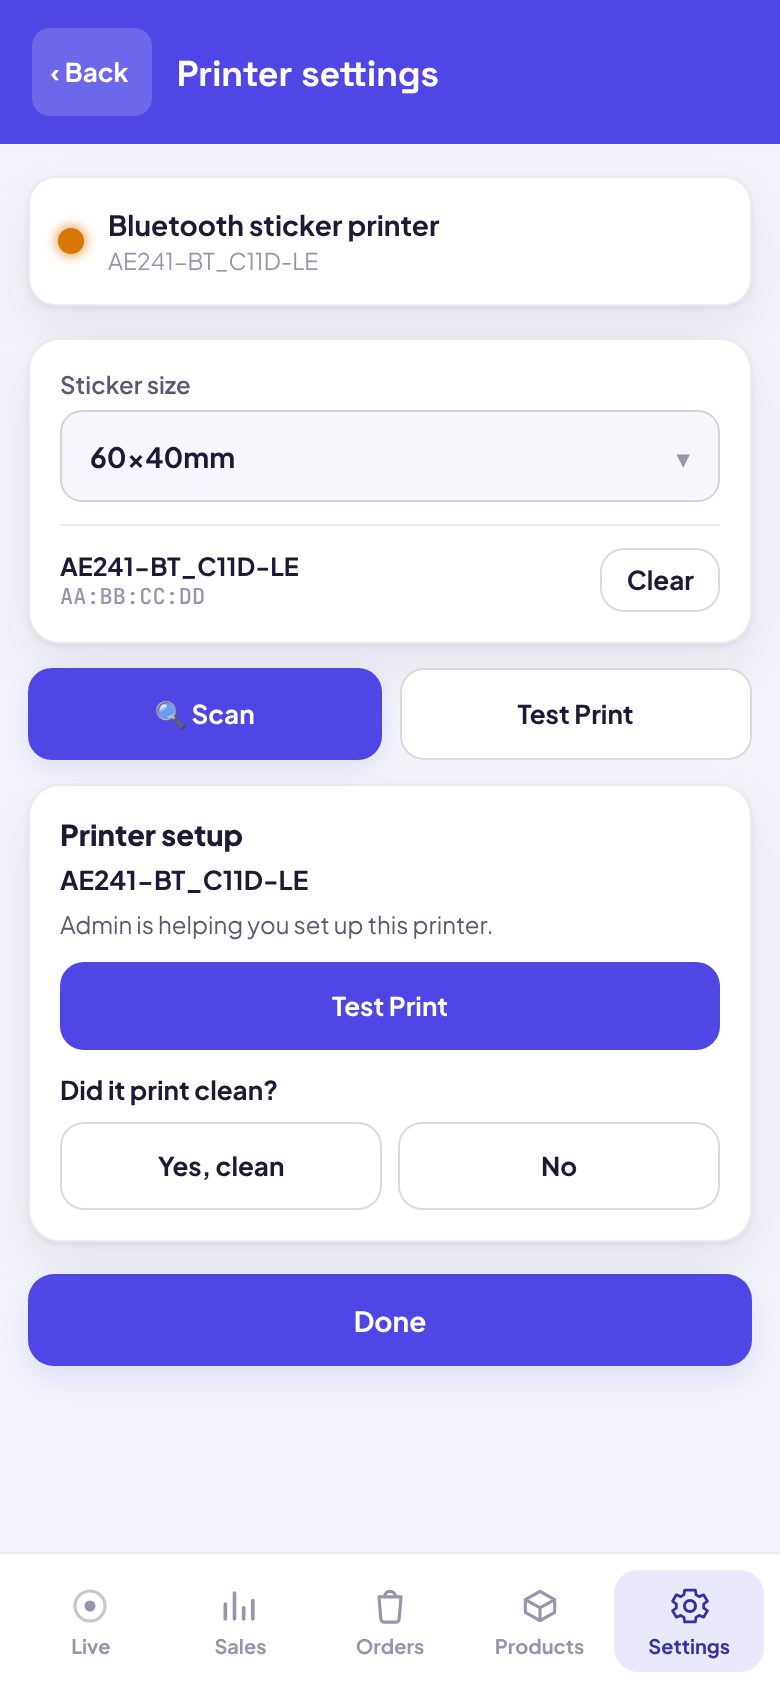 ‹ Back
Printer settings
Bluetooth sticker printer
AE241-BT_C11D-LE
Sticker size
60×40mm
AE241-BT_C11D-LE
AA:BB:CC:DD
Clear
🔍 Scan
Test Print
Printer setup
AE241-BT_C11D-LE
Admin is helping you set up this printer.
Test Print
Did it print clean?
Yes, clean
No
Done
Live
Sales
Orders
Products
Settings